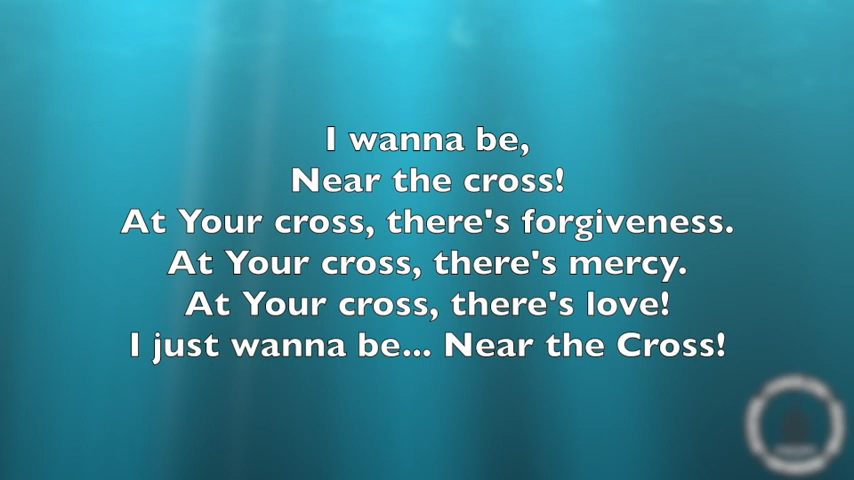 I wanna be,
Near the cross!
At Your cross, there's forgiveness.
At Your cross, there's mercy.
At Your cross, there's love!
I just wanna be... Near the Cross!